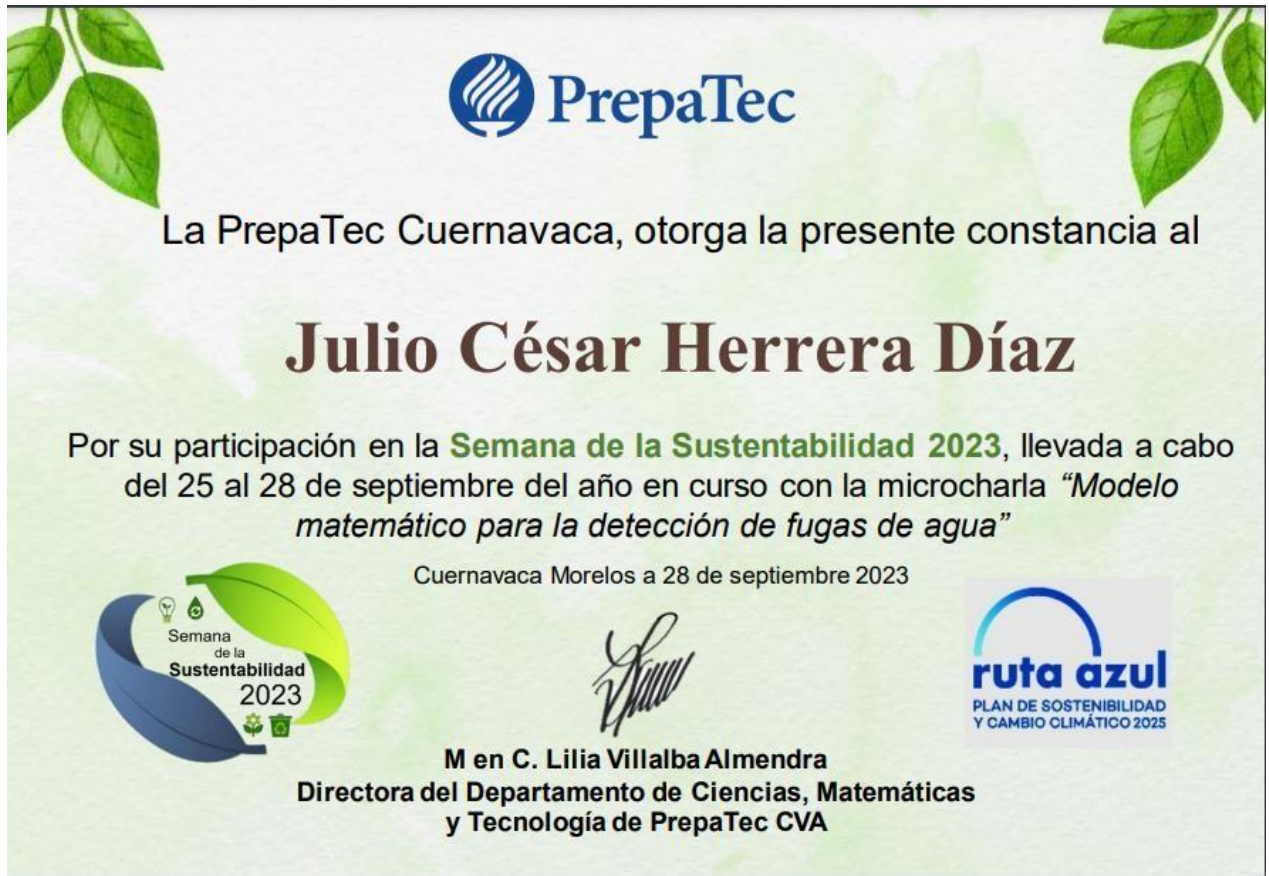 PrepaTec
La PrepaTec Cuernavaca, otorga la presente constancia al
Julio César Herrera Díaz
Por su participación en la Semana de la Sustentabilidad 2023, llevada a cabo
del 25 al 28 de septiembre del año en curso con la microcharla “Modelo
matemático para la detección de fugas de agua”
Cuernavaca Morelos a 28 de septiembre 2023
Semana
de la
Sustentabilidad
2023
ruta azul
PLAN DE SOSTENIBILIDAD
Y CAMBIO CLIMÁTICO 2025
M en C. Lilia Villalba Almendra
Directora del Departamento de Ciencias, Matemáticas
y Tecnología de PrepaTec CVA